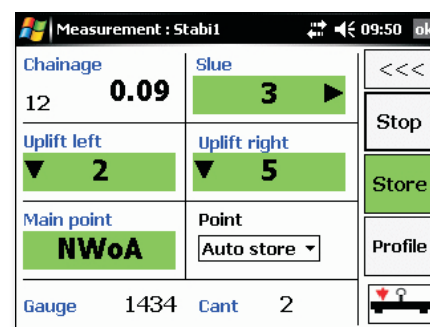 Measurement : Stabi1 09:50 ok
Chainage Slue <<<
12 0.09 3
Stop
Uplift left Uplift right
2 5 Store
Main point Point
NWoA Auto store Profile
Gauge 1434 Cant 2